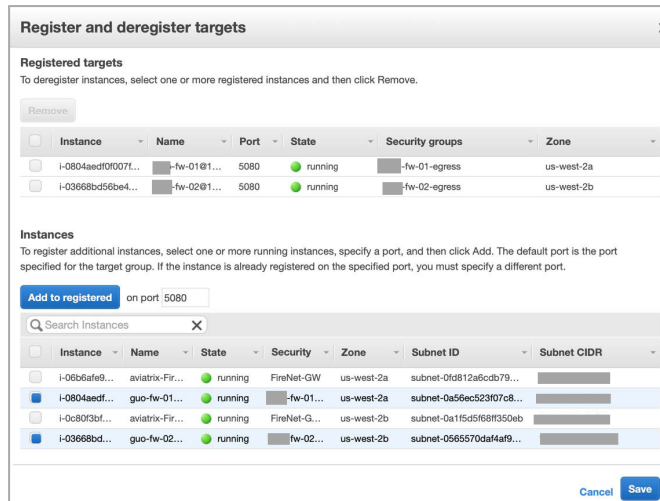 Register and deregister targets
Registered targets
To deregister instances, select one or more registered instances and then click Remove.
Remove
Instance Name Port State Security groups Zone
i-0804aedf0f007f... -fw-01@1... 5080 running -fw-01-egress us-west-2a
i-03668bd56be4... -fw-02@1... 5080 running -fw-02-egress us-west-2b
Instances
To register additional instances, select one or more running instances, specify a port, and then click Add. The default port is the port
specified for the target group. If the instance is already registered on the specified port, you must specify a different port.
Add to registered on port 5080
Search Instances
Instance Name State Security Zone Subnet ID Subnet CIDR
i-06b6afe9... aviatrix-Fir... running FireNet-GW us-west-2a subnet-0fd812a6cdb79...
i-0804aedf... guo-fw-01... running -fw-01... us-west-2a subnet-0a56ec523f07c8...
i-0c80f3bf... aviatrix-Fir... running FireNet-G... us-west-2b subnet-0a1f5d5f68ff350eb
i-03668bd... guo-fw-02... running fw-02... us-west-2b subnet-0565570daf4af9...
Cancel Save